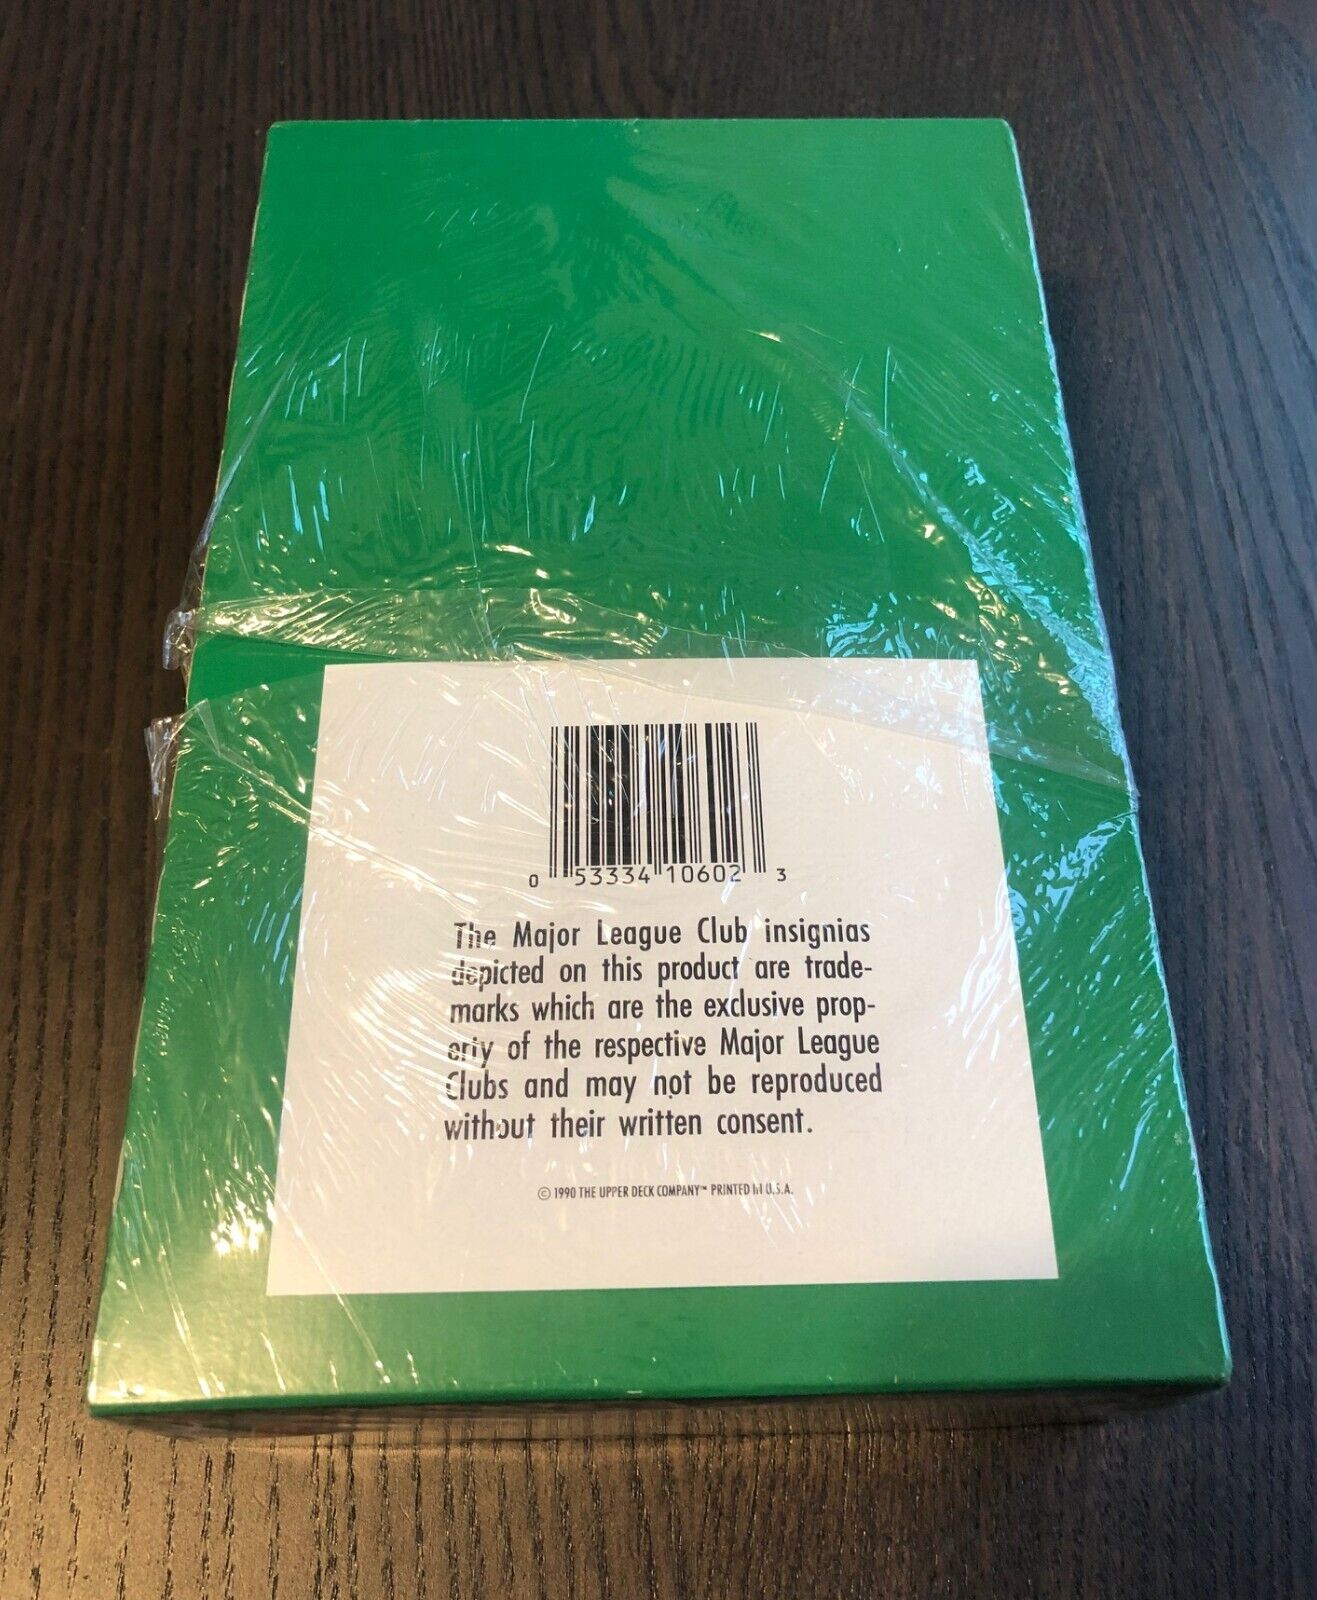 0 53334 10602 3
The Major League Club insignias
depicted on this product are trade-
marks which are the exclusive prop-
erty of the respective Major League
Clubs and may not be reproduced
without their written consent.
© 1990 THE UPPER DECK COMPANY™ PRINTED IN U.S.A.